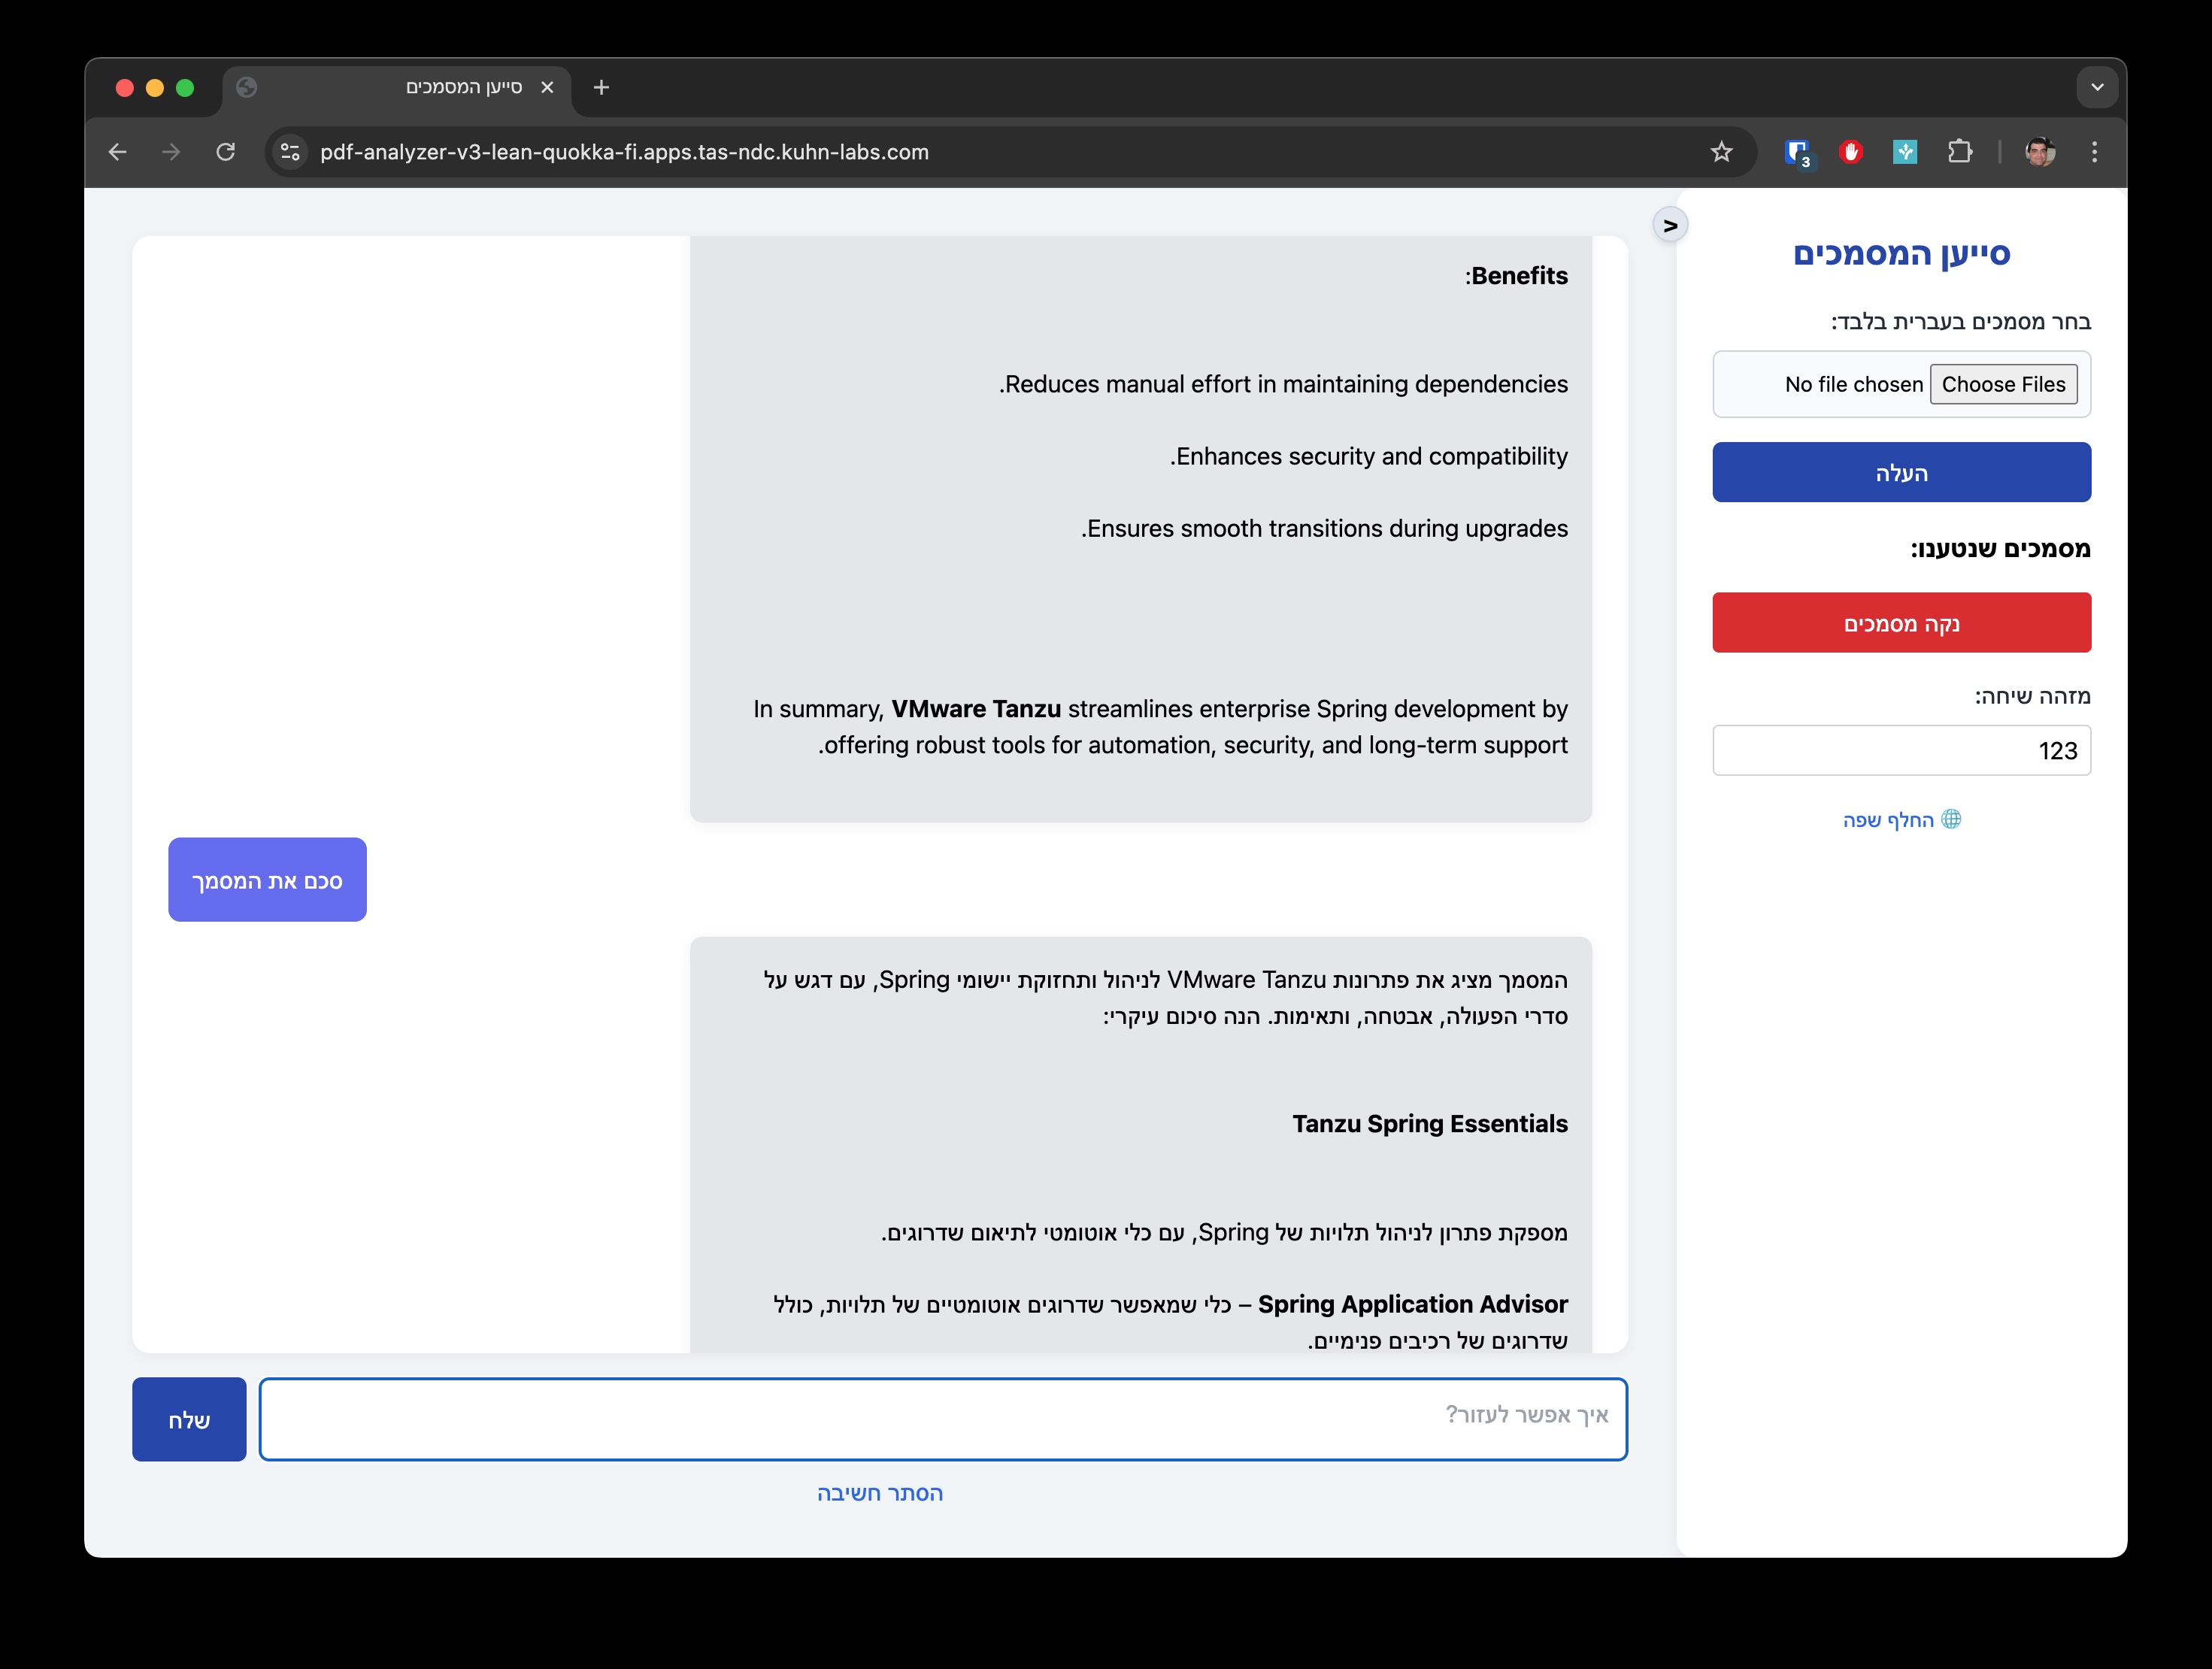 סייען המסמכים
pdf-analyzer-v3-lean-quokka-fi.apps.tas-ndc.kuhn-labs.com
3
סייען המסמכים
בחר מסמכים בעברית בלבד:
Choose Files No file chosen
העלה
מסמכים שנטענו:
נקה מסמכים
מזהה שיחה:
123
החלף שפה
Benefits:
Reduces manual effort in maintaining dependencies.
Enhances security and compatibility.
Ensures smooth transitions during upgrades.
In summary, VMware Tanzu streamlines enterprise Spring development by
offering robust tools for automation, security, and long-term support.
סכם את המסמך
המסמך מציג את פתרונות VMware Tanzu לניהול ותחזוקת יישומי Spring, עם דגש על
סדרי הפעולה, אבטחה, ותאימות. הנה סיכום עיקרי:
Tanzu Spring Essentials
מספקת פתרון לניהול תלויות של Spring, עם כלי אוטומטי לתיאום שדרוגים.
Spring Application Advisor – כלי שמאפשר שדרוגים אוטומטיים של תלויות, כולל
שדרוגים של רכיבים פנימיים.
איך אפשר לעזור?
שלח
הסתר חשיבה